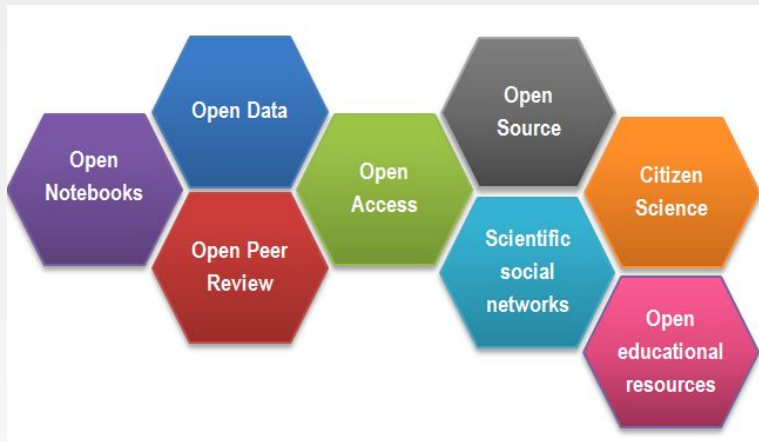 Open
Notebooks
Open Data
Open Peer
Review
Open
Access
Open
Source
Scientific
social
networks
Citizen
Science
Open
educational
resources